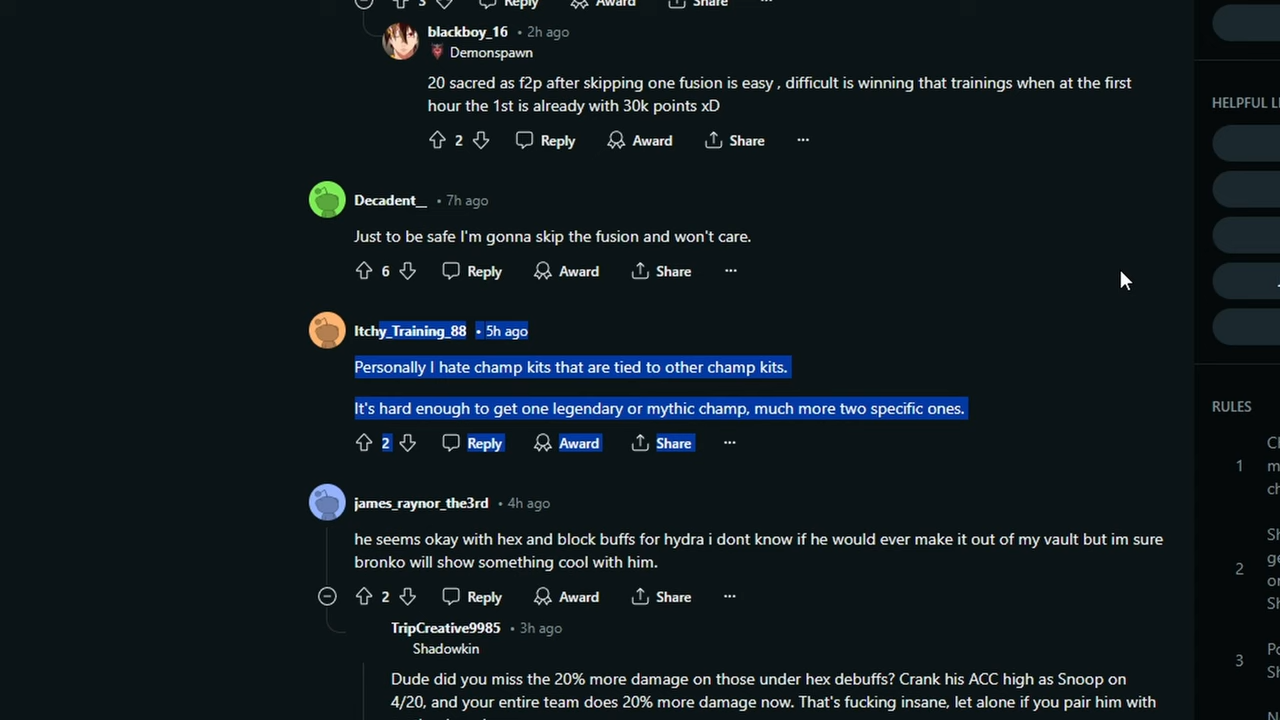 3 Reply Award Share ...
blackboy_16 • 2h ago
Demonspawn
20 sacred as f2p after skipping one fusion is easy , difficult is winning that trainings when at the first
hour the 1st is already with 30k points xD
2 Reply Award Share ...
HELPFUL
Decadent__ • 7h ago
Just to be safe I'm gonna skip the fusion and won't care.
6 Reply Award Share ...
Itchy_Training_88 • 5h ago
Personally I hate champ kits that are tied to other champ kits.
It's hard enough to get one legendary or mythic champ, much more two specific ones.
2 Reply Award Share ...
RULES
1
james_raynor_the3rd • 4h ago
he seems okay with hex and block buffs for hydra i dont know if he would ever make it out of my vault but im sure
bronko will show something cool with him.
2
2 Reply Award Share ...
TripCreative9985 • 3h ago
Shadowkin
3
Dude did you miss the 20% more damage on those under hex debuffs? Crank his ACC high as Snoop on
4/20, and your entire team does 20% more damage now. That's fucking insane, let alone if you pair him with